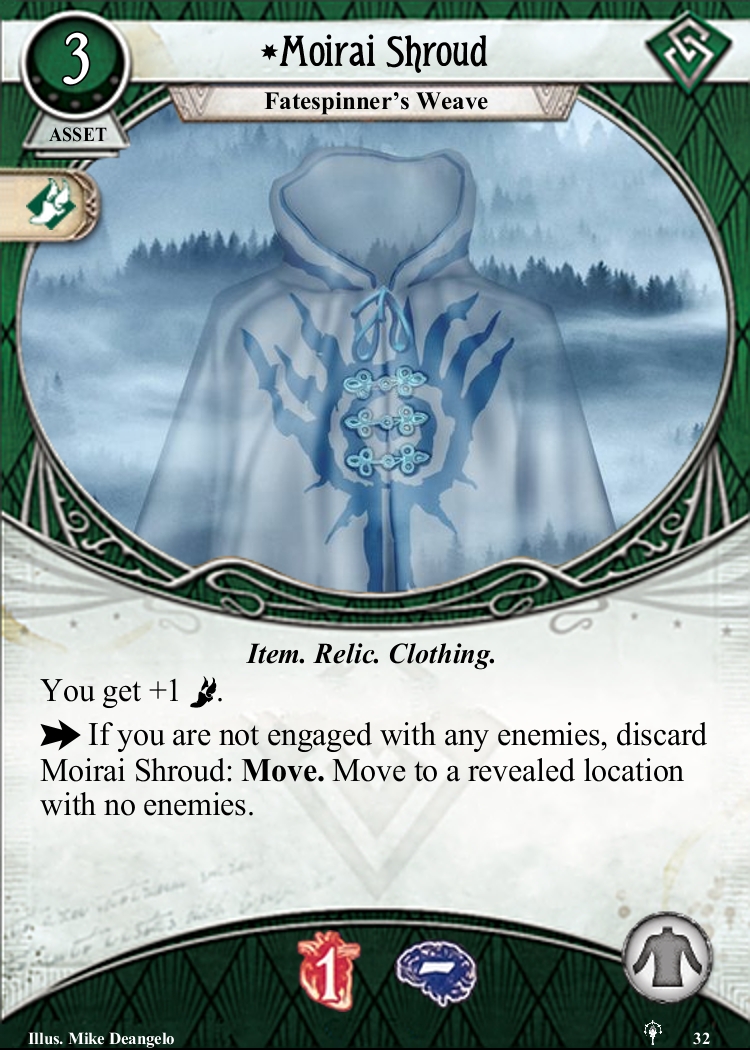 3
Moirai Shroud
Fatespinner's Weave
ASSET
Item. Relic. Clothing.
You get +1 .
If you are not engaged with any enemies, discard
Moirai Shroud: Move. Move to a revealed location
with no enemies.
1 -
Illus. Mike Deangelo 32